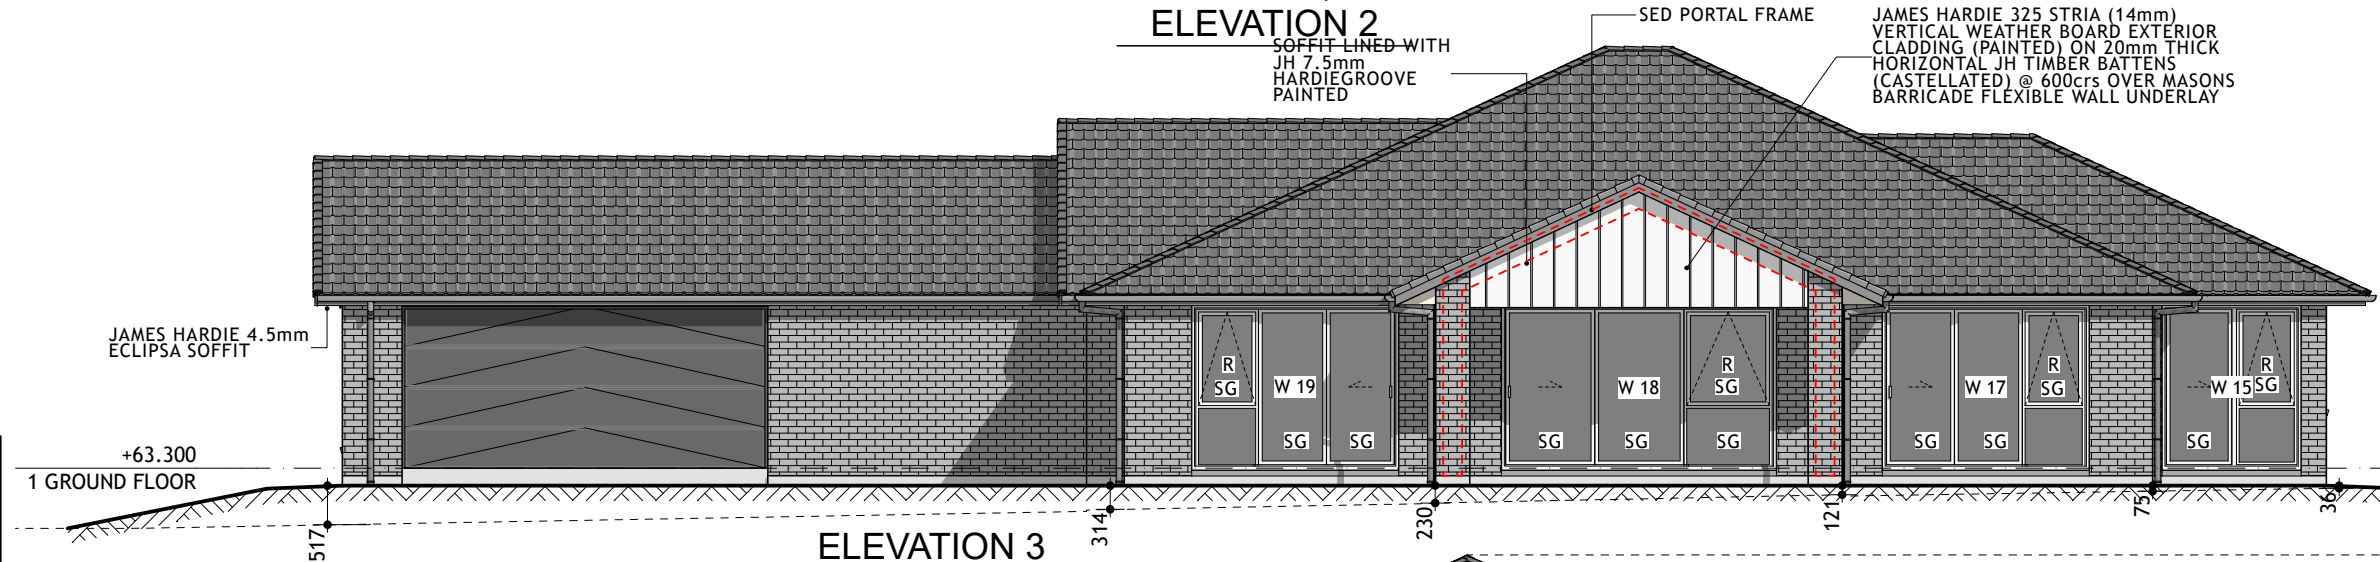 ELEVATION 2
SOFFIT LINED WITH
JH 7.5mm
HARDIEGROOVE
PAINTED
SED PORTAL FRAME
JAMES HARDIE 325 STRIA (14mm)
VERTICAL WEATHER BOARD EXTERIOR
CLADDING (PAINTED) ON 20mm THICK
HORIZONTAL JH TIMBER BATTENS
(CASTELLATED) @ 600crs OVER MASONS
BARRICADE FLEXIBLE WALL UNDERLAY
JAMES HARDIE 4.5mm
ECLIPSA SOFFIT
R
SG
W 19
SG
SG
W 18
R
SG
SG
SG
SG
W 17
R
SG
SG
SG
W 15
R
SG
SG
+63.300
1 GROUND FLOOR
517
314
230
121
75
36
ELEVATION 3